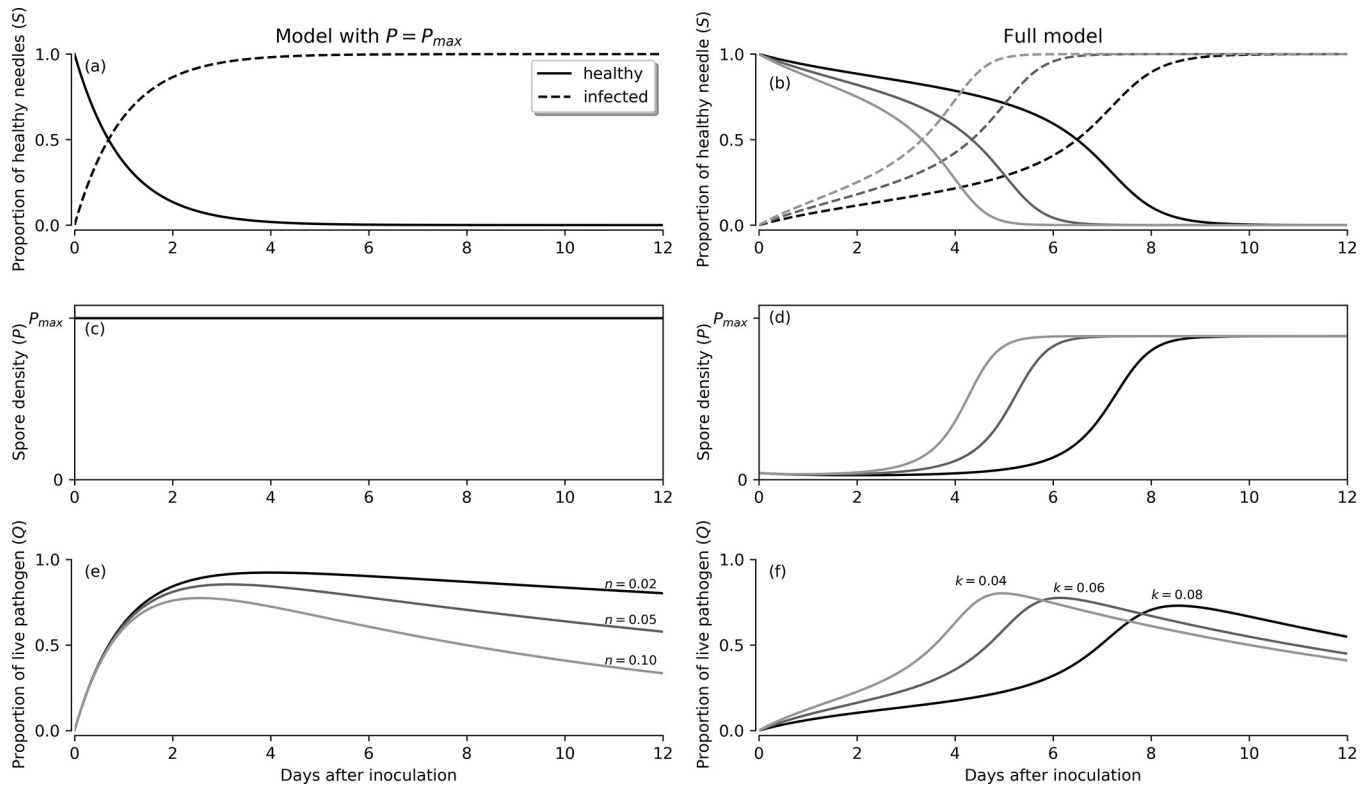 Model with P = Pmax
Proportion of healthy needles (S)
1.0
0.5
0.0
(a)
healthy
infected
0 2 4 6 8 10 12
Full model
Proportion of healthy needles (S)
1.0
0.5
0.0
(b)
0 2 4 6 8 10 12
Spore density (P)
Pmax
0
(c)
0 2 4 6 8 10 12
Spore density (P)
Pmax
0
(d)
0 2 4 6 8 10 12
Proportion of live pathogen (Q)
1.0
0.5
0.0
(e)
n = 0.02
n = 0.05
n = 0.10
0 2 4 6 8 10 12
Days after inoculation
Proportion of live pathogen (Q)
1.0
0.5
0.0
(f)
k = 0.04
k = 0.06
k = 0.08
0 2 4 6 8 10 12
Days after inoculation